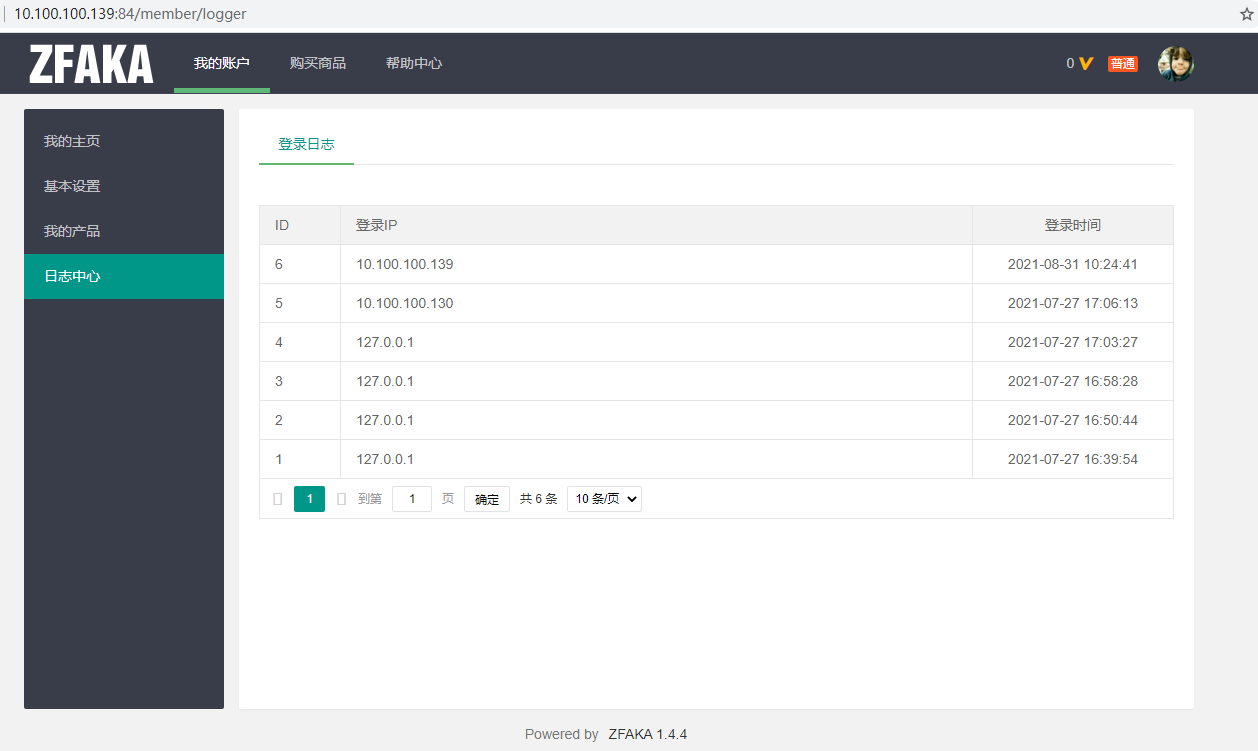 10.100.100.139:84/member/logger
ZFAKA 我的账户 购买商品 帮助中心 0 普通
我的主页
基本设置
我的产品
日志中心
登录日志
ID 登录IP 登录时间
6 10.100.100.139 2021-08-31 10:24:41
5 10.100.100.130 2021-07-27 17:06:13
4 127.0.0.1 2021-07-27 17:03:27
3 127.0.0.1 2021-07-27 16:58:28
2 127.0.0.1 2021-07-27 16:50:44
1 127.0.0.1 2021-07-27 16:39:54
1 到第 1 页 确定 共 6 条 10 条/页
Powered by ZFAKA 1.4.4